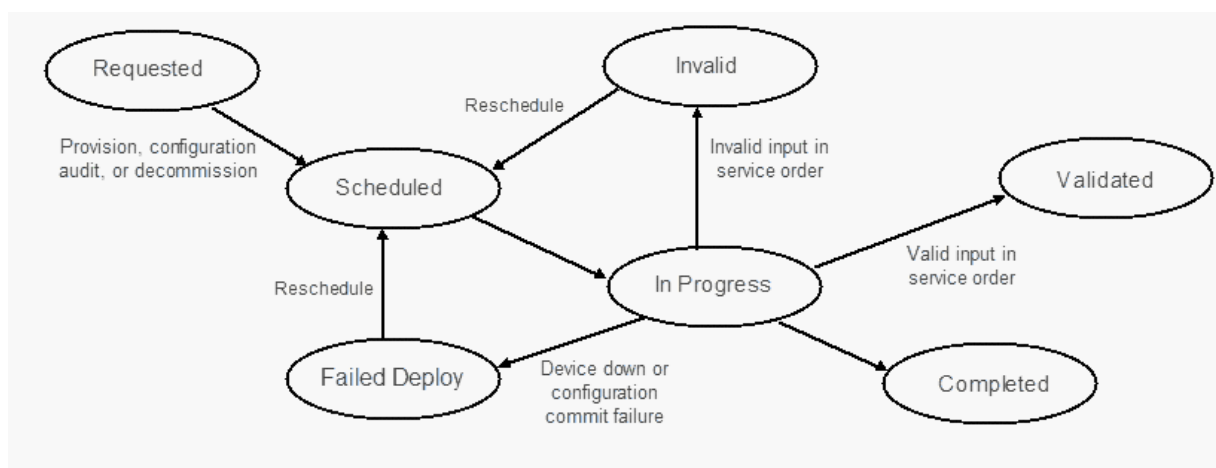 Requested
Invalid
Reschedule
Provision, configuration
audit, or decommission
Invalid input in
service order
Scheduled
Validated
Valid input in
service order
In Progress
Reschedule
Failed Deploy
Device down or
configuration
commit failure
Completed